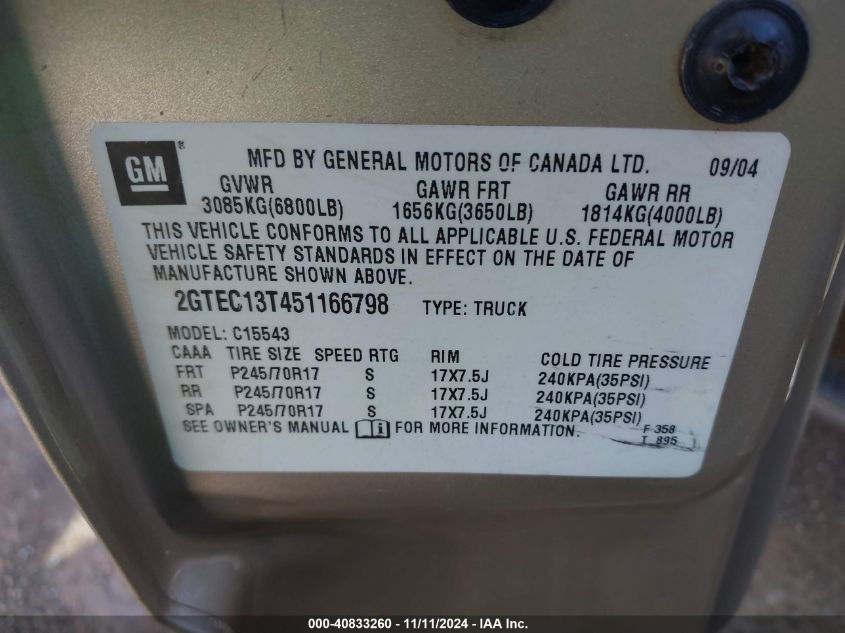 GM®
MFD BY GENERAL MOTORS OF CANADA LTD. 09/04
GVWR GAWR FRT GAWR RR
3085KG(6800LB) 1656KG(3650LB) 1814KG(4000LB)
THIS VEHICLE CONFORMS TO ALL APPLICABLE U.S. FEDERAL MOTOR
VEHICLE SAFETY STANDARDS IN EFFECT ON THE DATE OF
MANUFACTURE SHOWN ABOVE.
2GTEC13T451166798 TYPE: TRUCK
MODEL: C15543
CAAA TIRE SIZE SPEED RTG RIM COLD TIRE PRESSURE
FRT P245/70R17 S 17X7.5J 240KPA(35PSI)
RR P245/70R17 S 17X7.5J 240KPA(35PSI)
SPA P245/70R17 S 17X7.5J 240KPA(35PSI)
SEE OWNER'S MANUAL FOR MORE INFORMATION. F 358
T 895
000-40833260 - 11/11/2024 - IAA Inc.